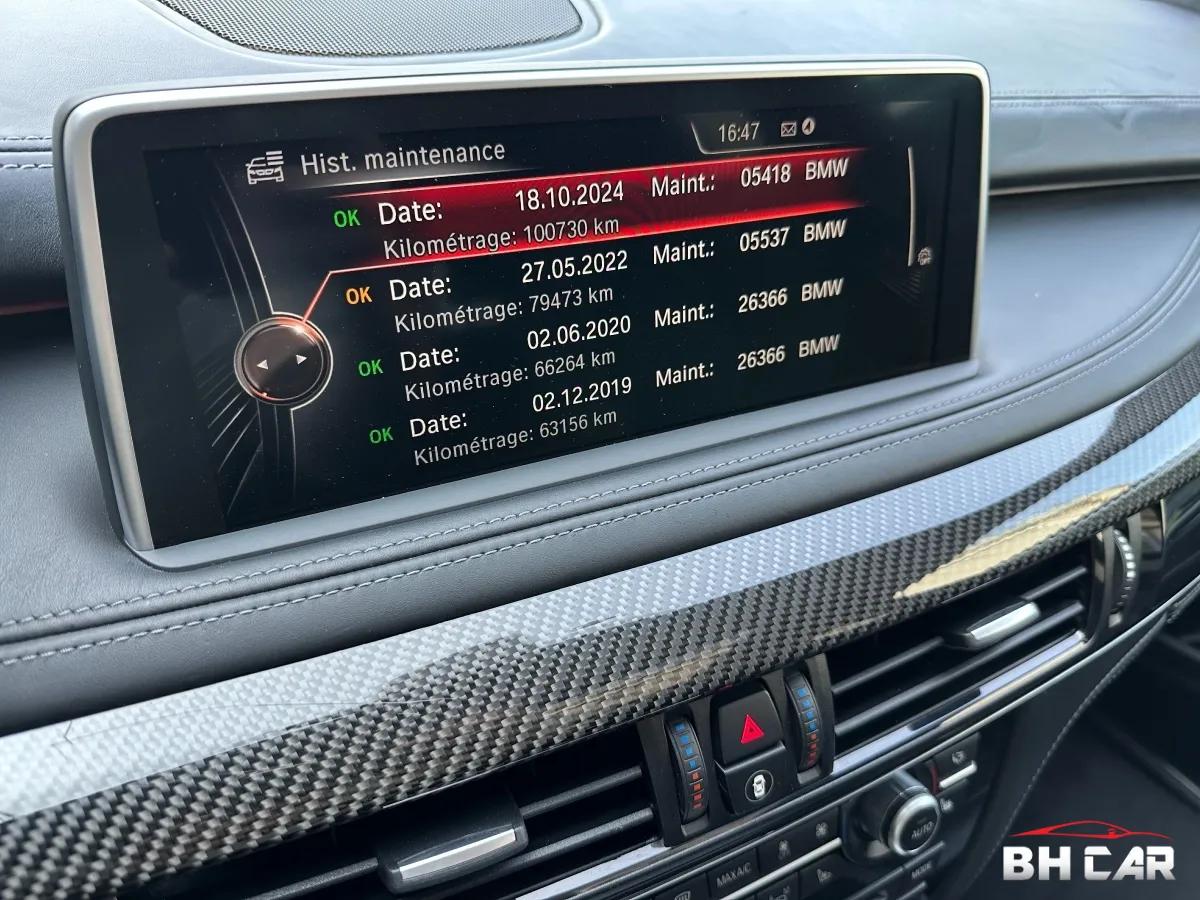 16:47
Hist. maintenance
OK Date: 18.10.2024 Maint.: 05418 BMW
Kilométrage: 100730 km
OK Date: 27.05.2022 Maint.: 05537 BMW
Kilométrage: 79473 km
OK Date: 02.06.2020 Maint.: 26366 BMW
Kilométrage: 66264 km
OK Date: 02.12.2019 Maint.: 26366 BMW
Kilométrage: 63156 km
AUTO
MAX A/C
MODE
BH CAR